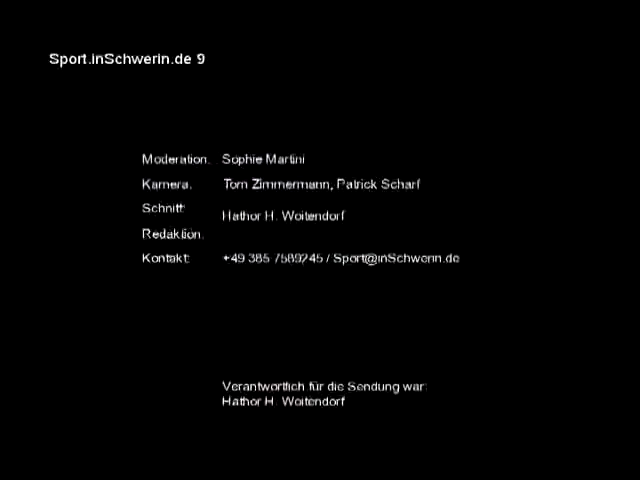 Sport.inSchwerin.de 9
Moderation: Sophie Martini
Kamera: Tom Zimmermann, Patrick Scharf
Schnitt:
Hathor H. Woitendorf
Redaktion:
Kontakt: +49 385 7589245 / Sport@inSchwerin.de
Verantwortlich für die Sendung war:
Hathor H. Woitendorf